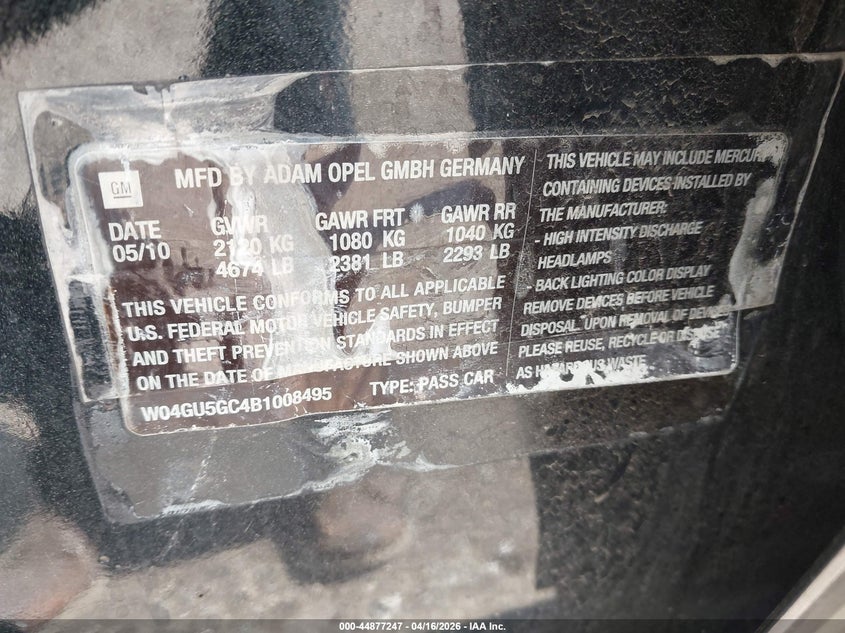 GM
MFD BY ADAM OPEL GMBH GERMANY
DATE GVWR GAWR FRT GAWR RR
05/10 2120 KG 1080 KG 1040 KG
4674 LB 2381 LB 2293 LB
THIS VEHICLE CONFORMS TO ALL APPLICABLE
U.S. FEDERAL MOTOR VEHICLE SAFETY, BUMPER
AND THEFT PREVENTION STANDARDS IN EFFECT
ON THE DATE OF MANUFACTURE SHOWN ABOVE
W04GU5GC4B1008495 TYPE: PASS CAR
THIS VEHICLE MAY INCLUDE MERCUR
CONTAINING DEVICES INSTALLED BY
THE MANUFACTURER:
- HIGH INTENSITY DISCHARGE
HEADLAMPS
- BACK LIGHTING COLOR DISPLAY
REMOVE DEVICES BEFORE VEHICLE
DISPOSAL. UPON REMOVAL OF DEVICES
PLEASE REUSE, RECYCLE OR
AS HAZARDOUS WASTE
000-44877247 - 04/16/2026 - IAA Inc.